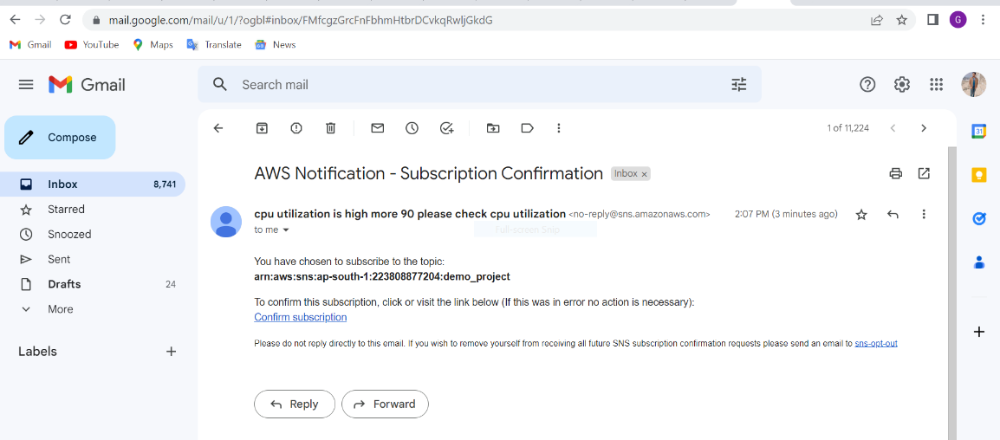 mail.google.com/mail/u/1/?ogbl#inbox/FMfcgzGrcFnFbhmHtbrDCvkqRwljGkdG
G
Gmail YouTube Maps Translate News
Gmail
Search mail
Compose
1 of 11,224
31
AWS Notification - Subscription Confirmation Inbox x
Inbox 8,741
Starred
Snoozed
Sent
Drafts 24
More
Labels
cpu utilization is high more 90 please check cpu utilization <no-reply@sns.amazonaws.com> 2:07 PM (3 minutes ago)
to me
Full-screen Snip
You have chosen to subscribe to the topic:
arn:aws:sns:ap-south-1:223808877204:demo_project
To confirm this subscription, click or visit the link below (If this was in error no action is necessary):
Confirm subscription
Please do not reply directly to this email. If you wish to remove yourself from receiving all future SNS subscription confirmation requests please send an email to sns-opt-out
Reply Forward